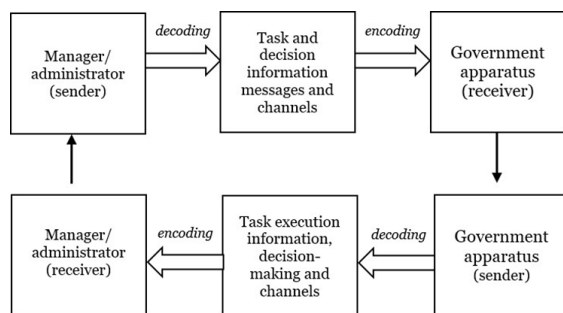 decoding
encoding
Manager/
administrator
(sender)
Task and
decision
information
messages and
channels
Government
apparatus
(receiver)
Manager/
administrator
(receiver)
encoding
Task execution
information,
decision-
making and
channels
decoding
Government
apparatus
(sender)